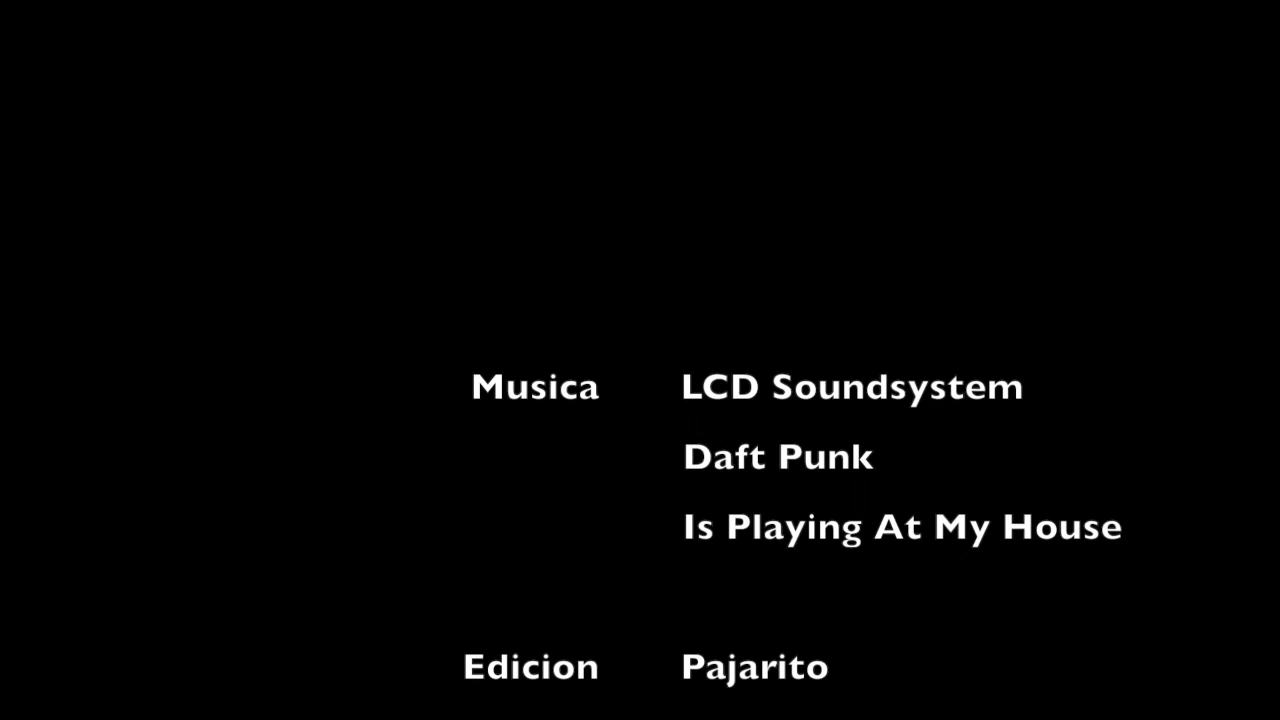 Musica LCD Soundsystem
Daft Punk
Is Playing At My House
Edicion Pajarito